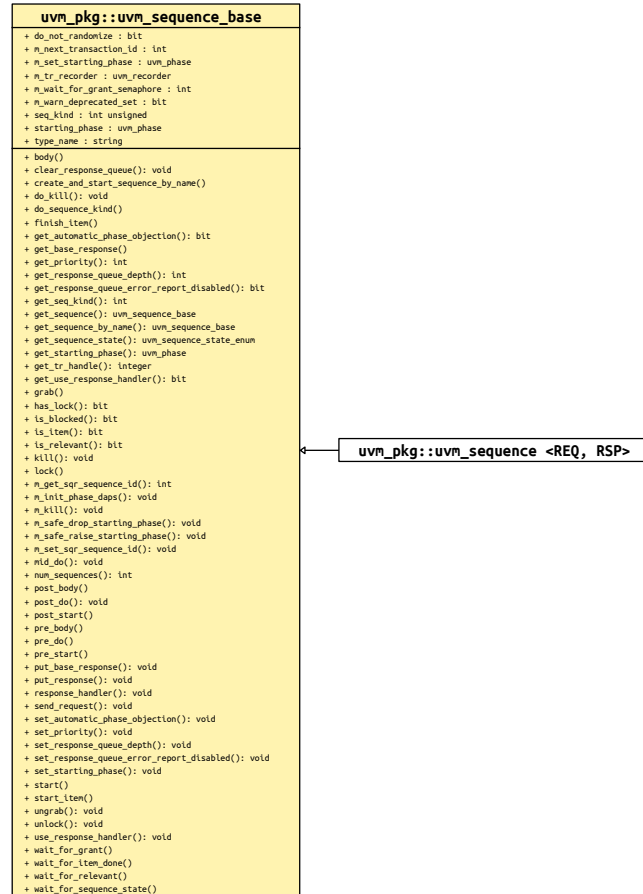 uvm_pkg::uvm_sequence_base
+ do_not_randomize : bit
+ m_next_transaction_id : int
+ m_set_starting_phase : uvm_phase
+ m_tr_recorder : uvm_recorder
+ m_wait_for_grant_semaphore : int
+ m_warn_deprecated_set : bit
+ seq_kind : int unsigned
+ starting_phase : uvm_phase
+ type_name : string
+ body()
+ clear_response_queue(): void
+ create_and_start_sequence_by_name()
+ do_kill(): void
+ do_sequence_kind()
+ finish_item()
+ get_automatic_phase_objection(): bit
+ get_base_response()
+ get_priority(): int
+ get_response_queue_depth(): int
+ get_response_queue_error_report_disabled(): bit
+ get_seq_kind(): int
+ get_sequence(): uvm_sequence_base
+ get_sequence_by_name(): uvm_sequence_base
+ get_sequence_state(): uvm_sequence_state_enum
+ get_starting_phase(): uvm_phase
+ get_tr_handle(): integer
+ get_use_response_handler(): bit
+ grab()
+ has_lock(): bit
+ is_blocked(): bit
+ is_item(): bit
+ is_relevant(): bit
+ kill(): void
+ lock()
+ m_get_sqr_sequence_id(): int
+ m_init_phase_daps(): void
+ m_kill(): void
+ m_safe_drop_starting_phase(): void
+ m_safe_raise_starting_phase(): void
+ m_set_sqr_sequence_id(): void
+ mid_do(): void
+ num_sequences(): int
+ post_body()
+ post_do(): void
+ post_start()
+ pre_body()
+ pre_do()
+ pre_start()
+ put_base_response(): void
+ put_response(): void
+ response_handler(): void
+ send_request(): void
+ set_automatic_phase_objection(): void
+ set_priority(): void
+ set_response_queue_depth(): void
+ set_response_queue_error_report_disabled(): void
+ set_starting_phase(): void
+ start()
+ start_item()
+ ungrab(): void
+ unlock(): void
+ use_response_handler(): void
+ wait_for_grant()
+ wait_for_item_done()
+ wait_for_relevant()
+ wait_for_sequence_state()
uvm_pkg::uvm_sequence <REQ, RSP>